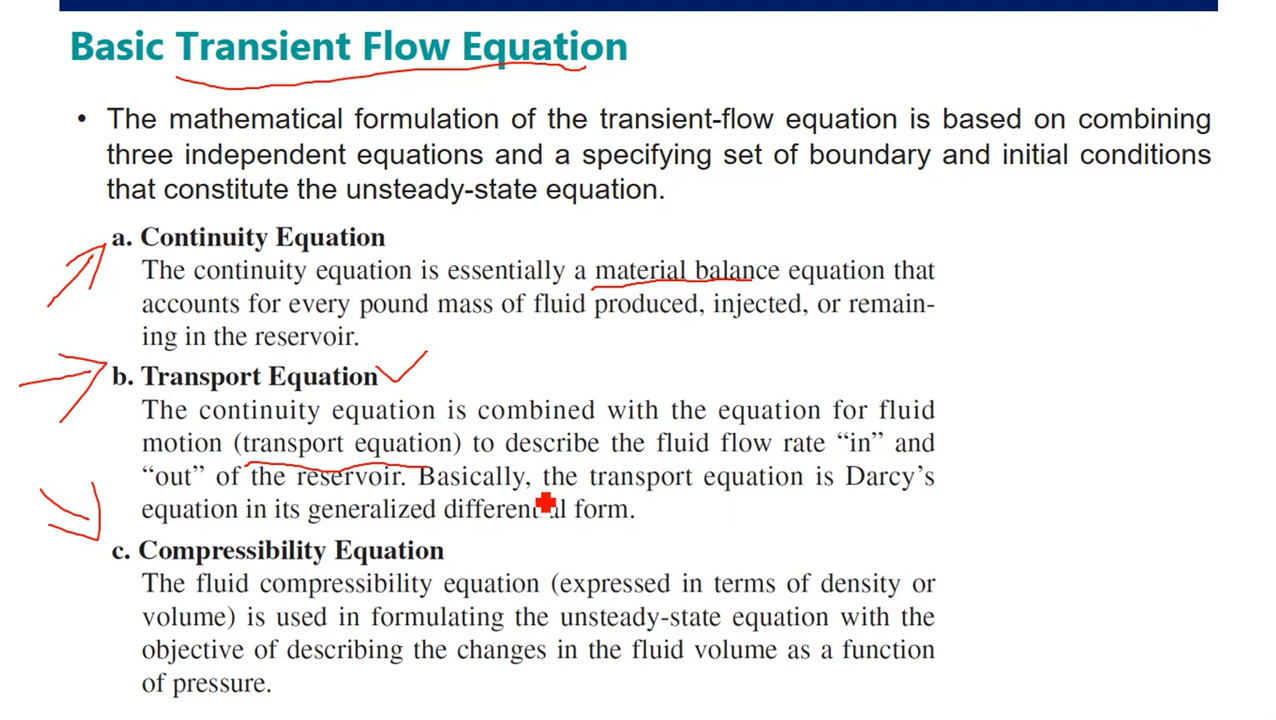 Basic Transient Flow Equation
• The mathematical formulation of the transient-flow equation is based on combining
three independent equations and a specifying set of boundary and initial conditions
that constitute the unsteady-state equation.
a. Continuity Equation
The continuity equation is essentially a material balance equation that
accounts for every pound mass of fluid produced, injected, or remain-
ing in the reservoir.
b. Transport Equation
The continuity equation is combined with the equation for fluid
motion (transport equation) to describe the fluid flow rate “in” and
“out” of the reservoir. Basically, the transport equation is Darcy’s
equation in its generalized differential form.
c. Compressibility Equation
The fluid compressibility equation (expressed in terms of density or
volume) is used in formulating the unsteady-state equation with the
objective of describing the changes in the fluid volume as a function
of pressure.